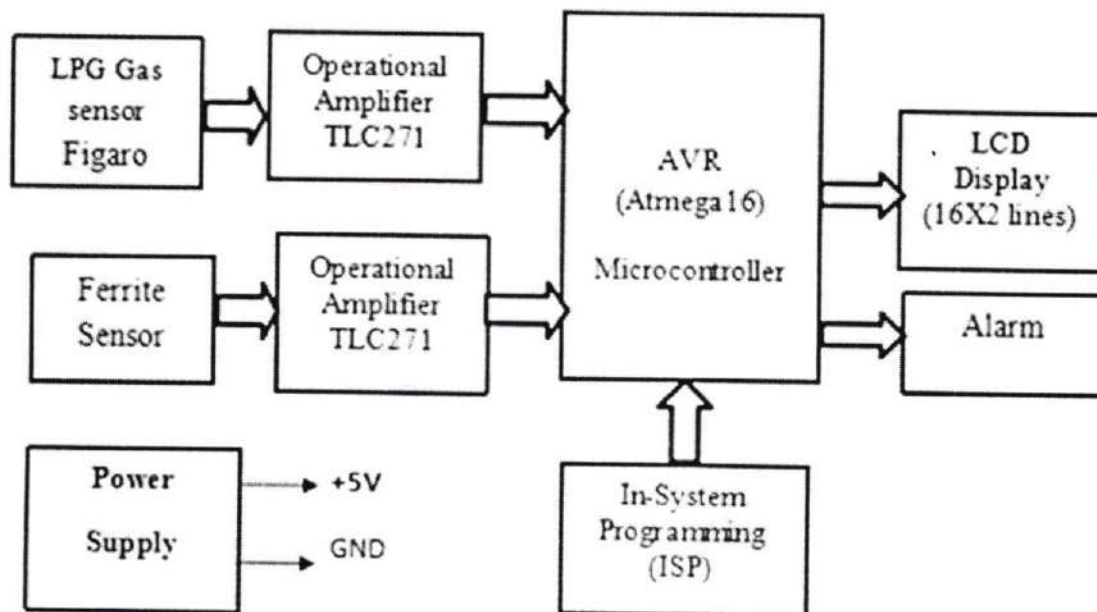 LPG Gas
sensor
Figaro
Operational
Amplifier
TLC271
AVR
(Atmega16)
Microcontroller
LCD
Display
(16X2 lines)
Ferrite
Sensor
Operational
Amplifier
TLC271
Alarm
Power
Supply
+5V
GND
In-System
Programming
(ISP)